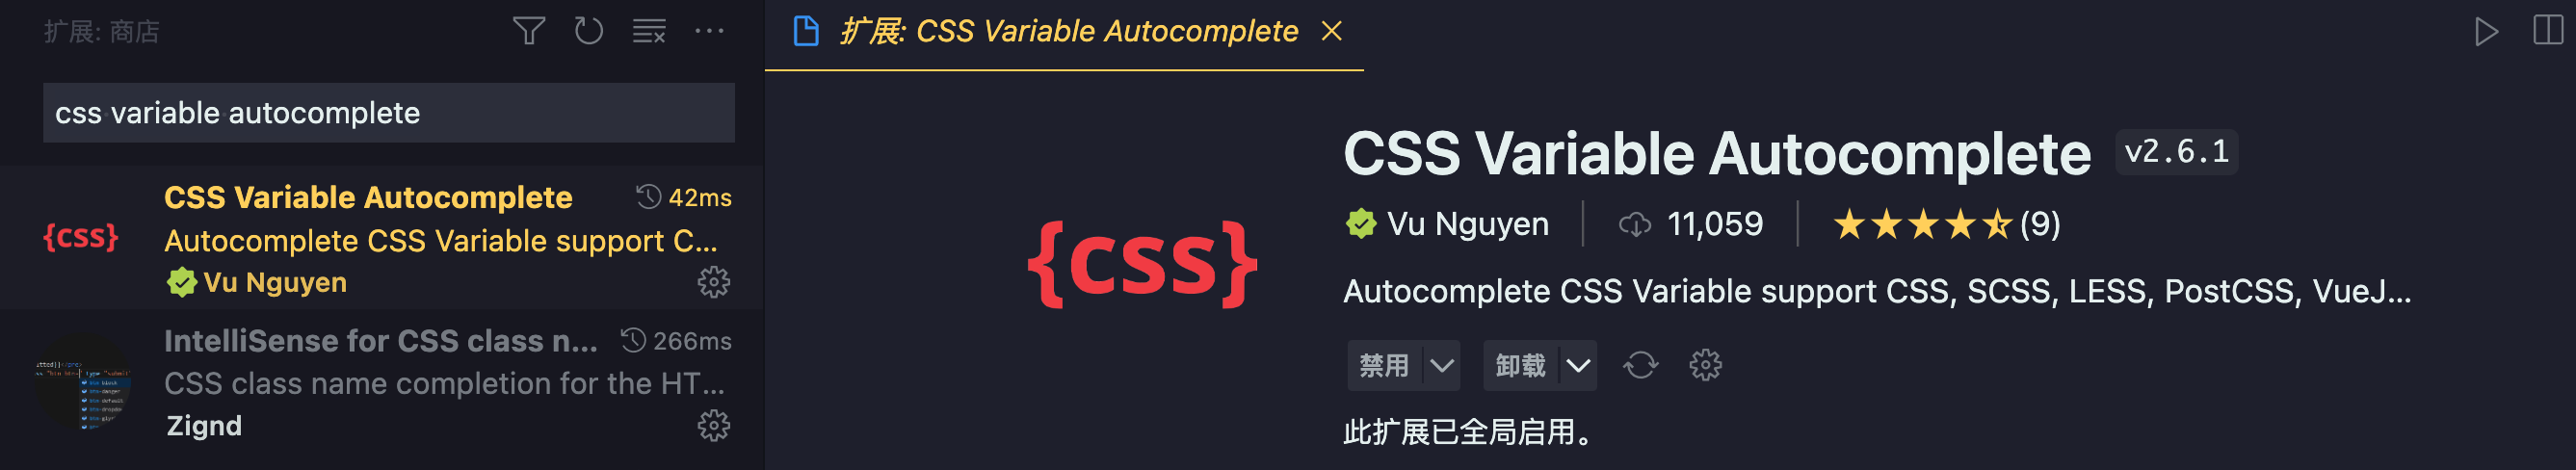 扩展: 商店
css variable autocomplete
CSS Variable Autocomplete 42ms
{css}
Autocomplete CSS Variable support C...
Vu Nguyen
IntelliSense for CSS class n... 266ms
CSS class name completion for the HT...
Zignd
扩展: CSS Variable Autocomplete
CSS Variable Autocomplete v2.6.1
{css}
Vu Nguyen 11,059 (9)
Autocomplete CSS Variable support CSS, SCSS, LESS, PostCSS, VueJ...
禁用 卸载
此扩展已全局启用。